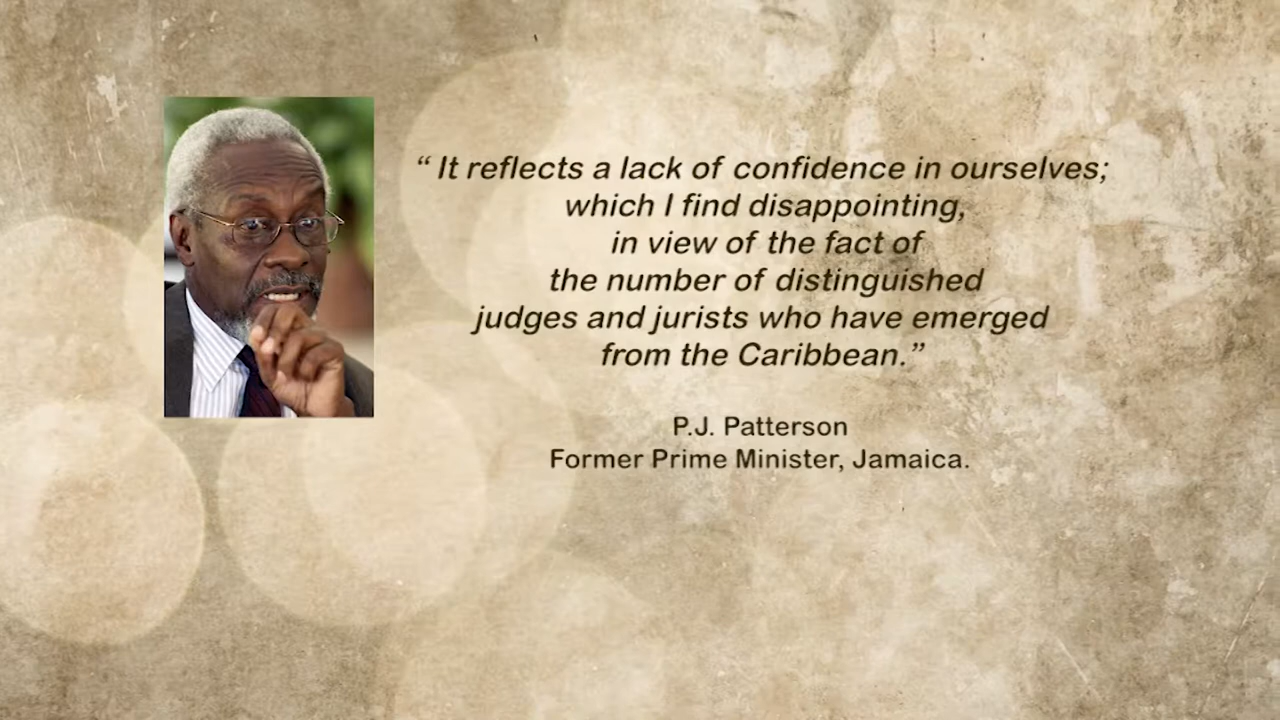 “ It reflects a lack of confidence in ourselves;
which I find disappointing,
in view of the fact of
the number of distinguished
judges and jurists who have emerged
from the Caribbean.”
P.J. Patterson
Former Prime Minister, Jamaica.